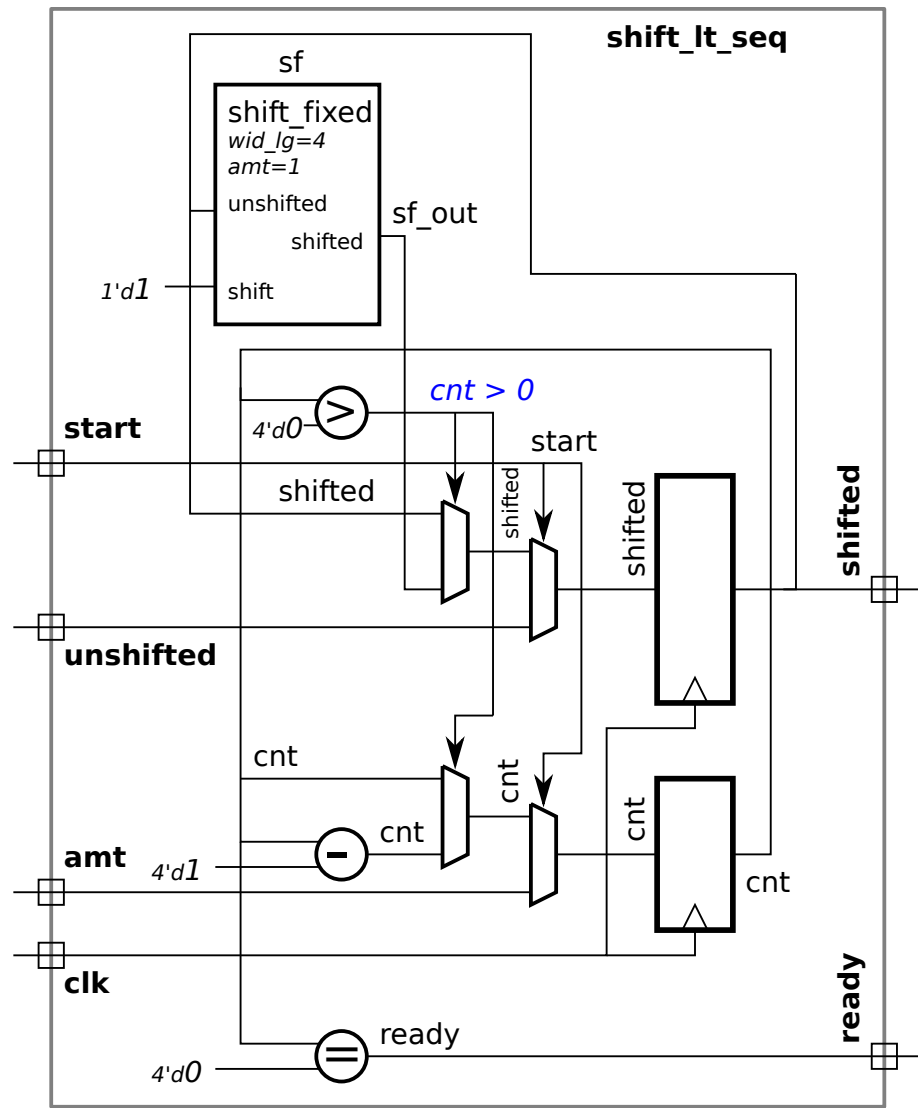 shift_lt_seq
sf
shift_fixed
wid_lg=4
amt=1
unshifted
sf_out
shifted
1'd1
shift
cnt > 0
>
4'd0
start
start
shifted
shifted
shifted
shifted
unshifted
cnt
cnt
cnt
cnt
amt
-
4'd1
cnt
clk
ready
ready
=
4'd0